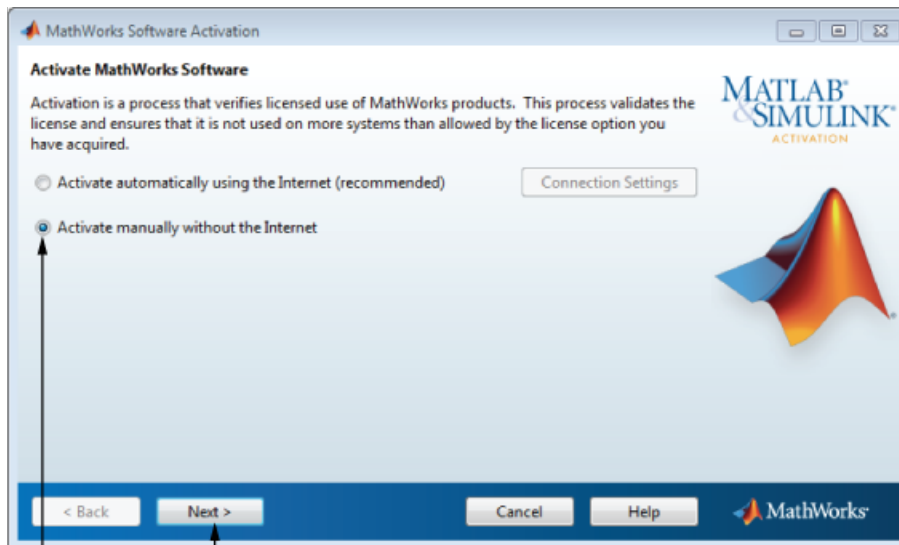 MathWorks Software Activation
Activate MathWorks Software
Activation is a process that verifies licensed use of MathWorks products. This process validates the
license and ensures that it is not used on more systems than allowed by the license option you
have acquired.
MATLAB®
&SIMULINK®
ACTIVATION
Activate automatically using the Internet (recommended)
Connection Settings
Activate manually without the Internet
®
< Back
Next >
Cancel
Help
MathWorks®